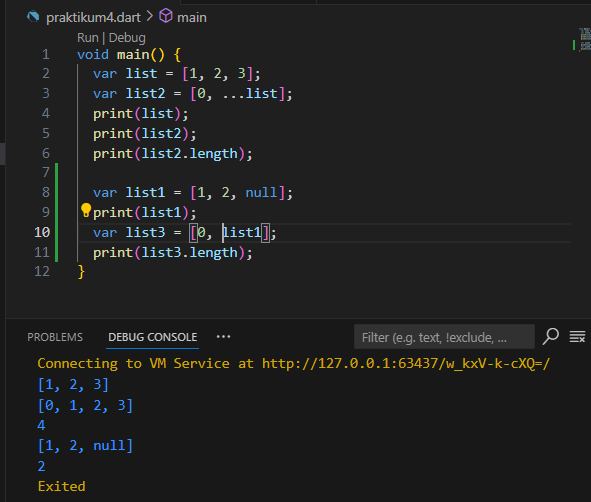 praktikum4.dart > main
Run | Debug
1 void main() {
2 var list = [1, 2, 3];
3 var list2 = [0, ...list];
4 print(list);
5 print(list2);
6 print(list2.length);
7
8 var list1 = [1, 2, null];
9 print(list1);
10 var list3 = [0, list1];
11 print(list3.length);
12 }
PROBLEMS DEBUG CONSOLE ... Filter (e.g. text, !exclude, ...
Connecting to VM Service at http://127.0.0.1:63437/w_kxV-k-cXQ=/
[1, 2, 3]
[0, 1, 2, 3]
4
[1, 2, null]
2
Exited